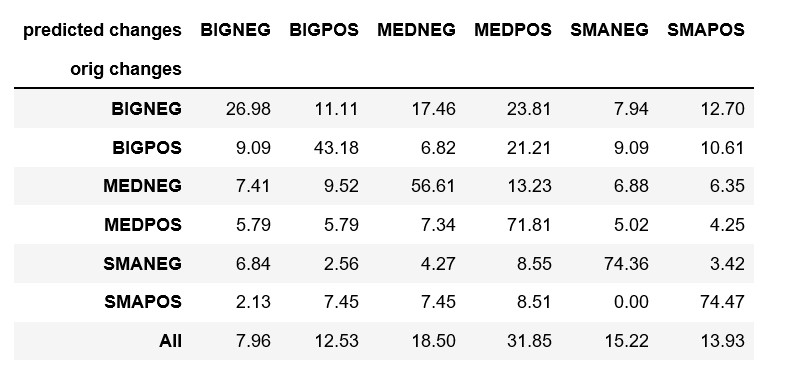 predicted changes BIGNEG BIGPOS MEDNEG MEDPOS SMANEG SMAPOS
orig changes
BIGNEG 26.98 11.11 17.46 23.81 7.94 12.70
BIGPOS 9.09 43.18 6.82 21.21 9.09 10.61
MEDNEG 7.41 9.52 56.61 13.23 6.88 6.35
MEDPOS 5.79 5.79 7.34 71.81 5.02 4.25
SMANEG 6.84 2.56 4.27 8.55 74.36 3.42
SMAPOS 2.13 7.45 7.45 8.51 0.00 74.47
All 7.96 12.53 18.50 31.85 15.22 13.93